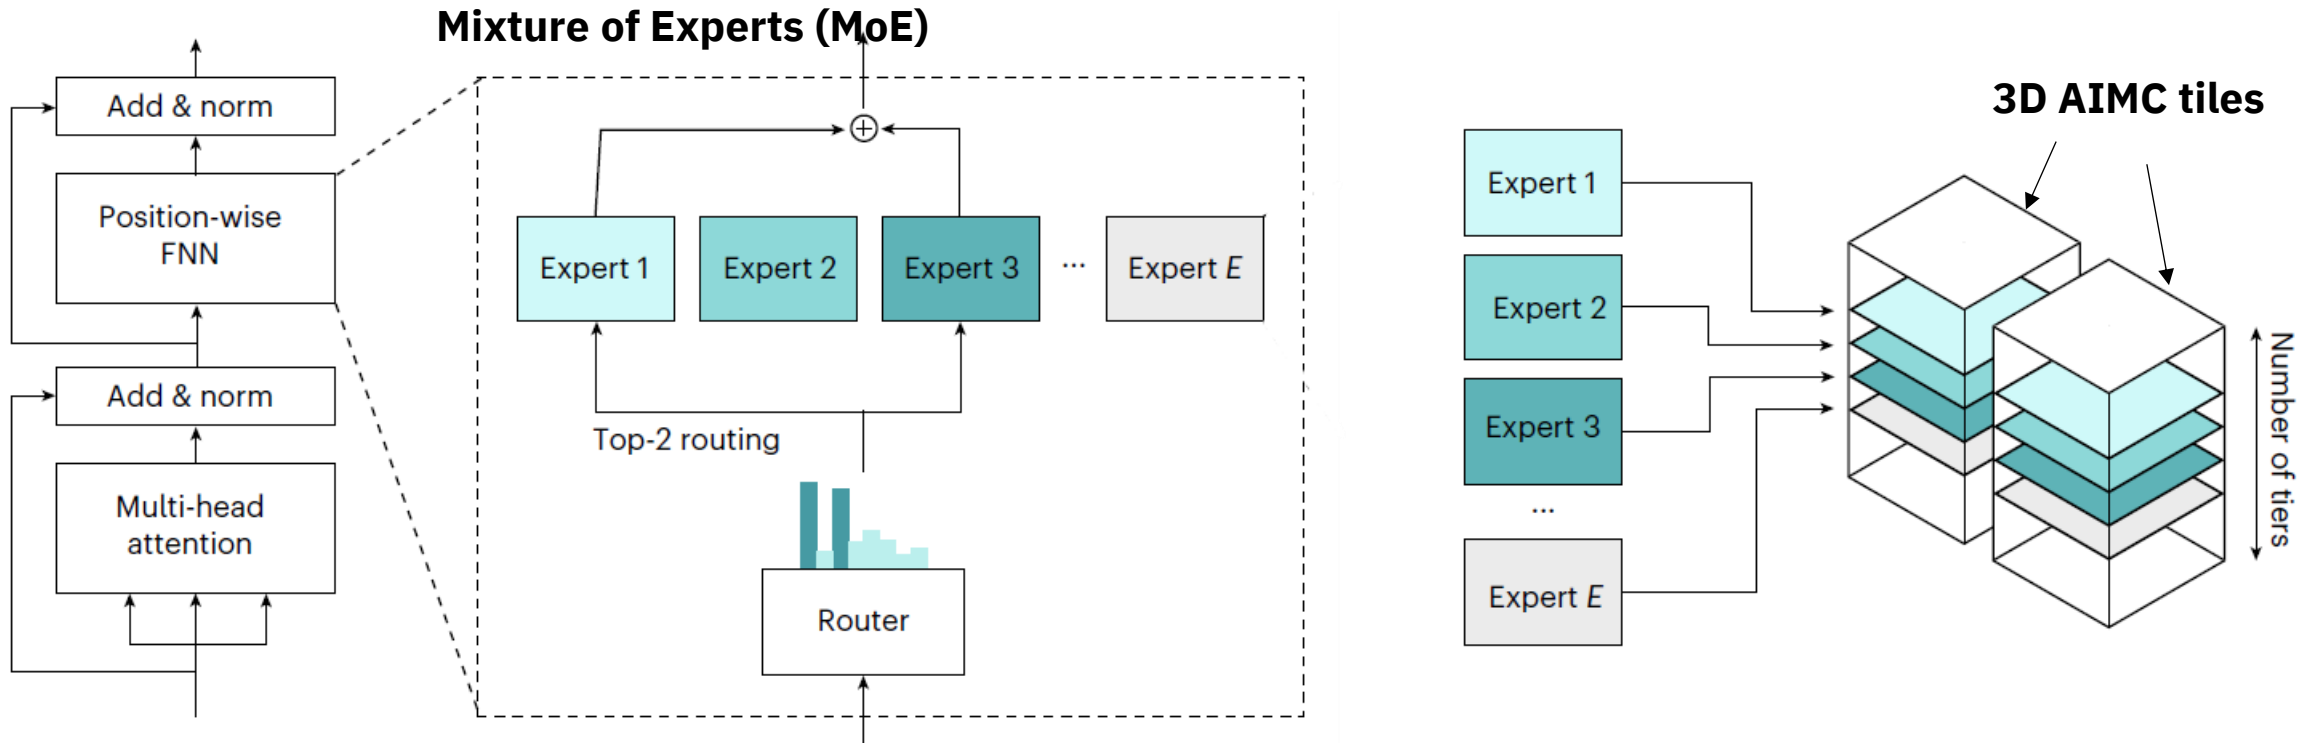 Mixture of Experts (MoE)
Add & norm
Position-wise
FNN
Add & norm
Multi-head
attention
Expert 1
Expert 2
Expert 3
...
Expert E
Top-2 routing
Router
3D AIMC tiles
Expert 1
Expert 2
Expert 3
...
Expert E
Number of tiers